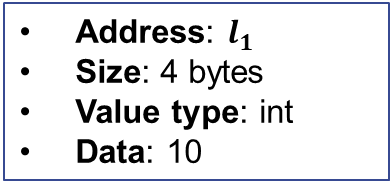 • Address: l₁
• Size: 4 bytes
• Value type: int
• Data: 10